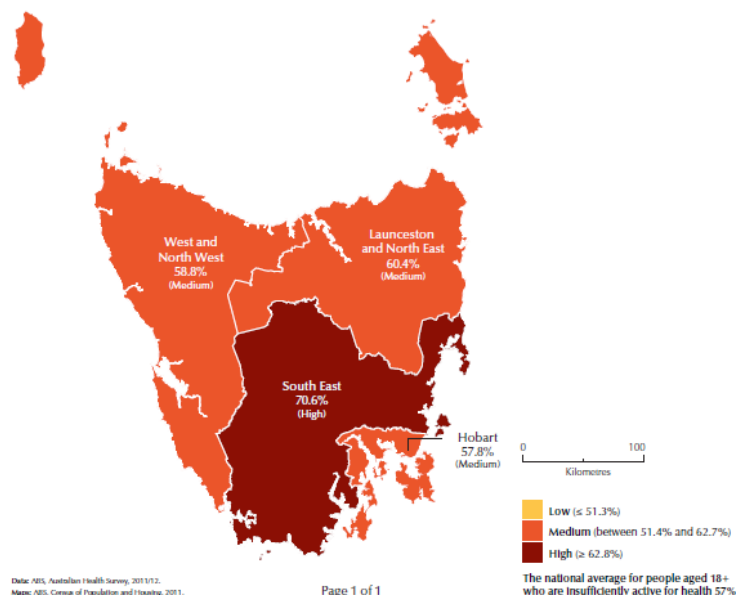 West and
North West
58.8%
(Medium)
Launceston
and North East
60.4%
(Medium)
South East
70.6%
(High)
Hobart
57.8%
(Medium)
0 100
Kilometres
Low (≤ 51.3%)
Medium (between 51.4% and 62.7%)
High (≥ 62.8%)
The national average for people aged 18+
who are insufficiently active for health 57%
Data: ABS, Australian Health Survey, 2011/12.
Maps: ABS, Census of Population and Housing, 2011.
Page 1 of 1